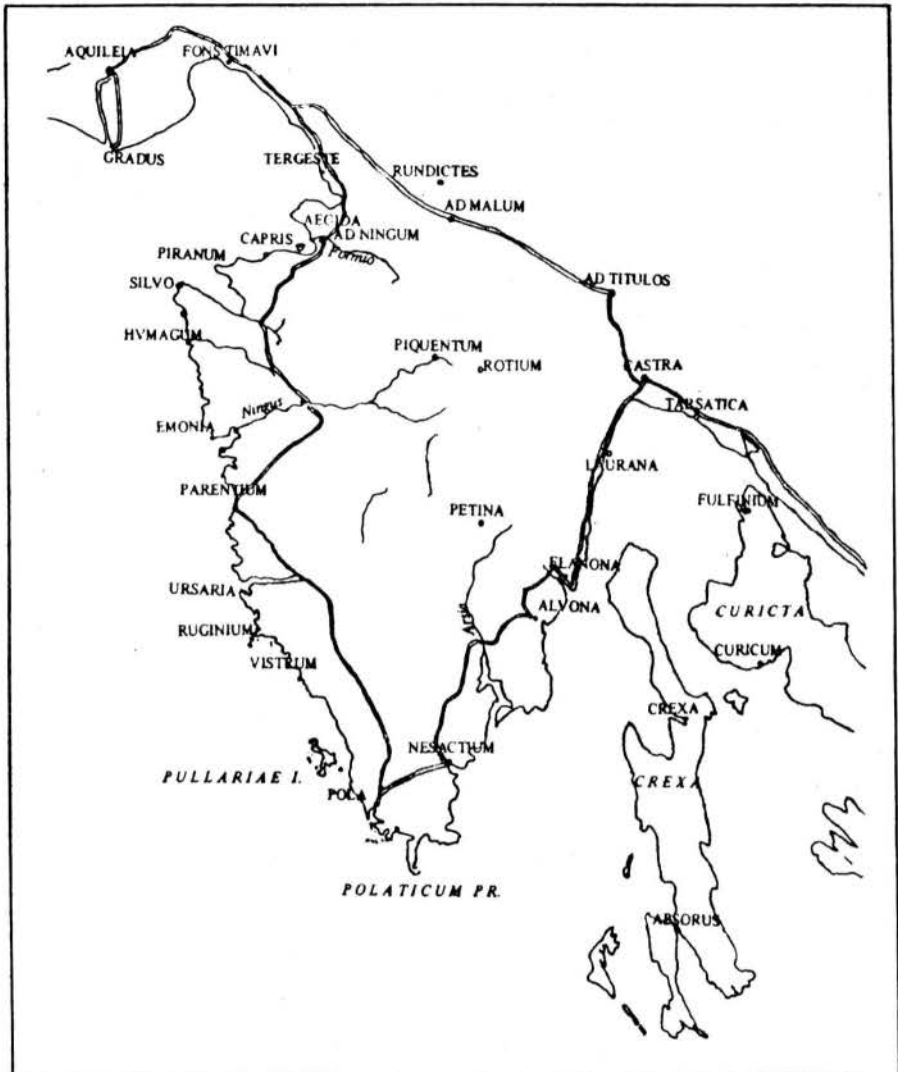 AQUILEIA
FONS TIMAVI
GRADUS
TERGESTE
RUNDICTES
AD MALUM
AEGIDA
CAPRIS
AD NINGUM
PIRANUM
Formio
SILVO
AD TITULOS
HVMAGUM
PIQUENTUM
ROTIUM
CASTRA
TARSATICA
Ningus
EMONIA
LAURANA
PARENTIUM
FULFINIUM
PETINA
FLANONA
URSARIA
ALVONA
CURICTA
RUGINIUM
Arsia
VISTRUM
CURICUM
CREXA
NESACTIUM
PULLARIAE I.
CREXA
POLA
POLATICUM PR.
ABSORUS